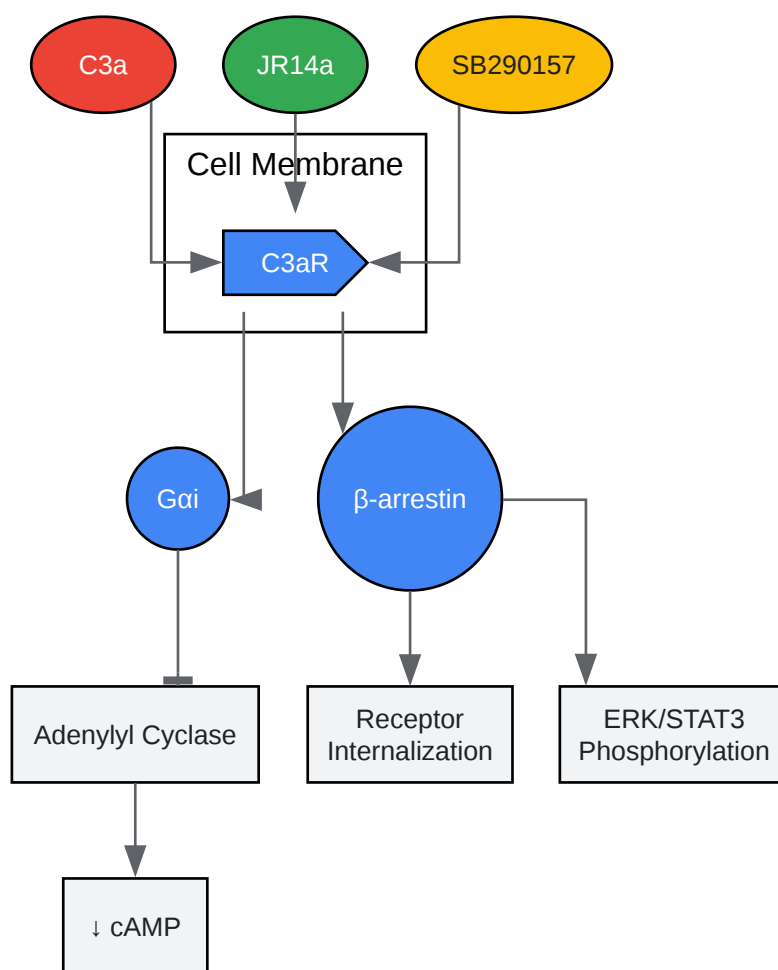 C3a
JR14a
SB290157
Cell Membrane
C3aR
Gαi
β-arrestin
Adenylyl Cyclase
Receptor
Internalization
ERK/STAT3
Phosphorylation
↓ cAMP